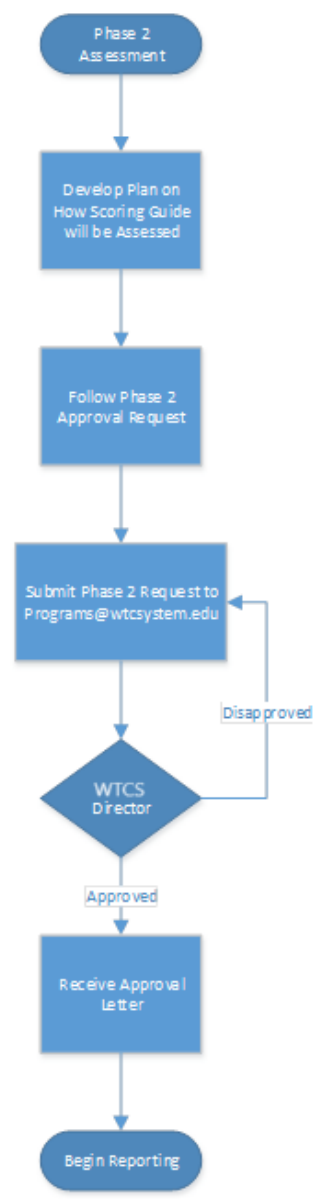 Phase 2
Assessment
Develop Plan on
How Scoring Guide
will be Assessed
Follow Phase 2
Approval Request
Submit Phase 2 Request to
Programs@wtcsystem.edu
Disapproved
WTCS
Director
Approved
Receive Approval
Letter
Begin Reporting